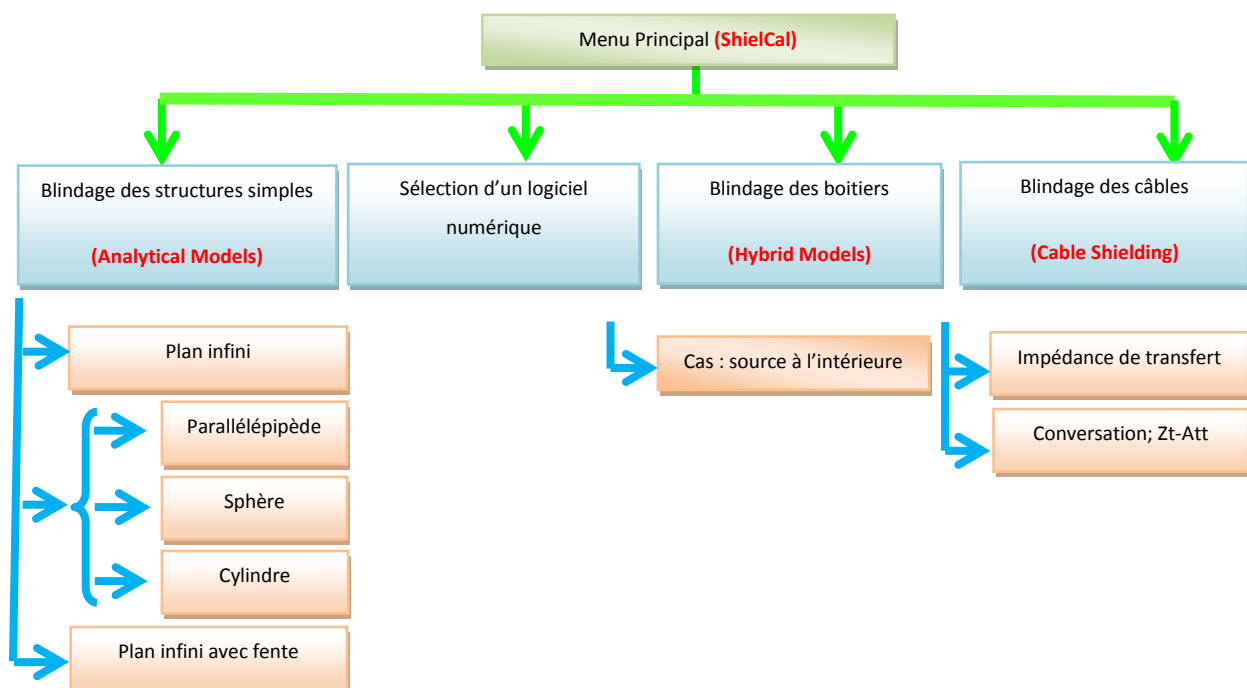 Menu Principal (ShielCal)
Blindage des structures simples
(Analytical Models)
Sélection d'un logiciel
numérique
Blindage des boitiers
(Hybrid Models)
Blindage des câbles
(Cable Shielding)
Plan infini
Parallélépipède
Sphère
Cylindre
Plan infini avec fente
Cas : source à l'intérieure
Impédance de transfert
Conversation; Zt-Att